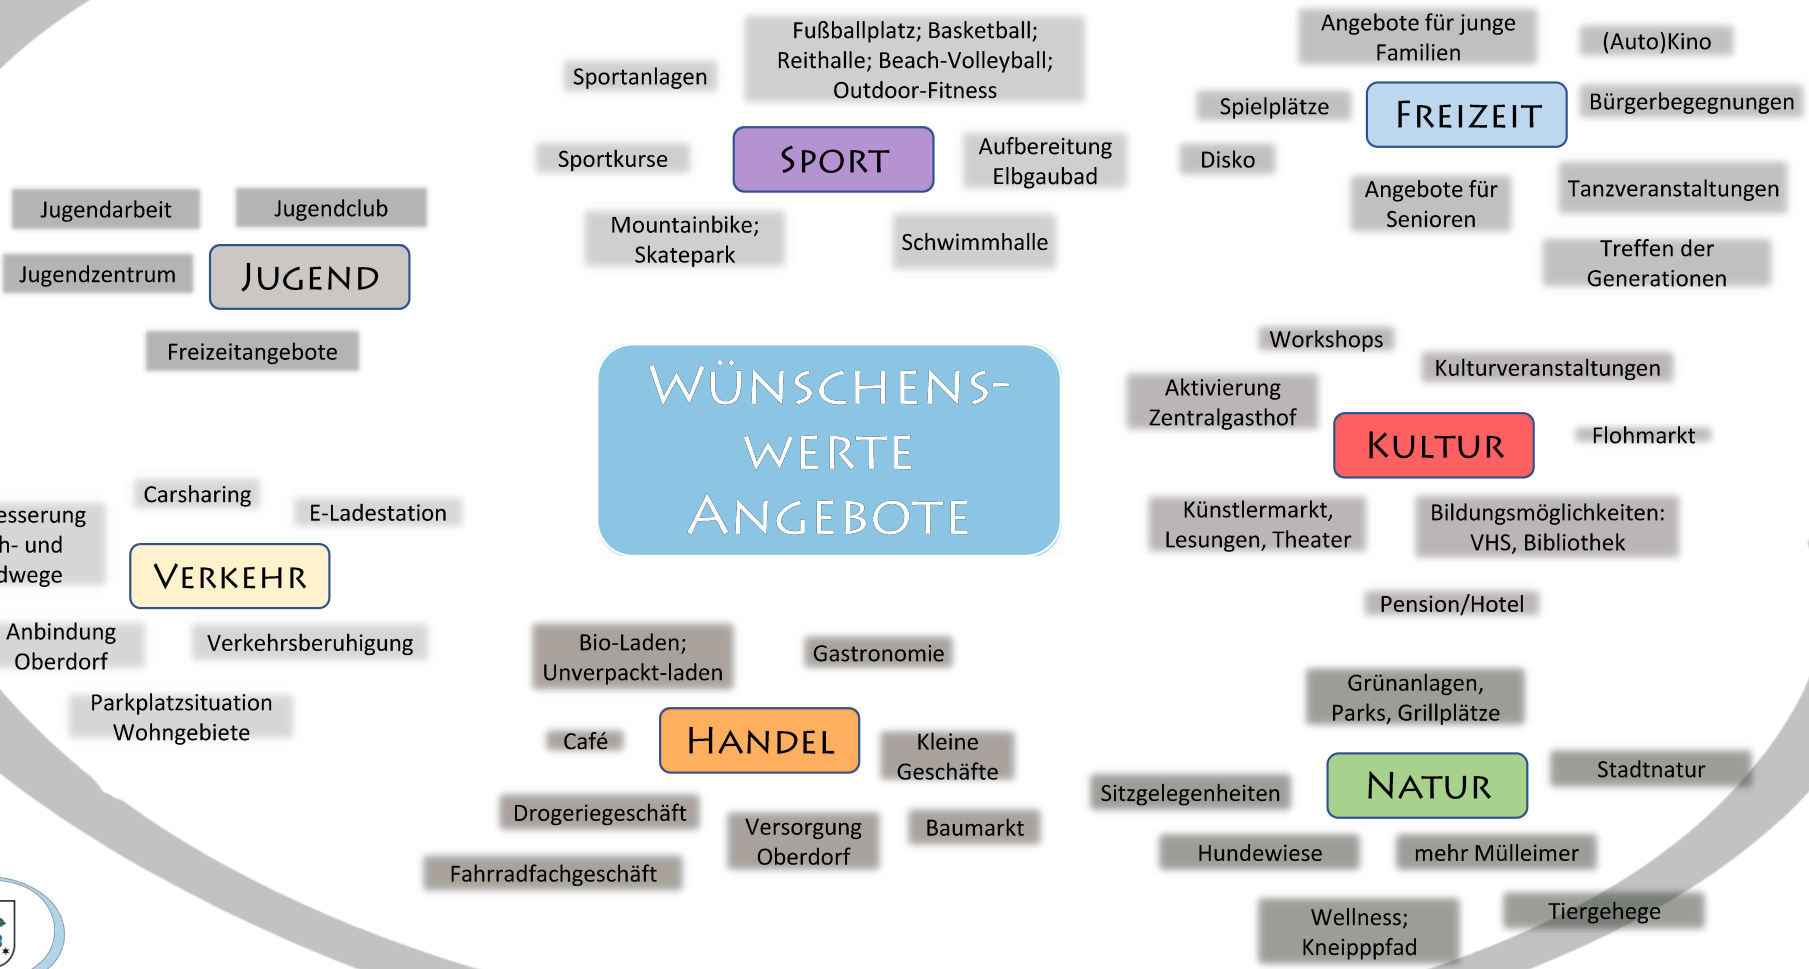 Fußballplatz; Basketball;
Reithalle; Beach-Volleyball;
Outdoor-Fitness
Sportanlagen
Sportkurse
SPORT
Aufbereitung
Elbgaubad
Mountainbike;
Skatepark
Schwimmhalle
Angebote für junge
Familien
(Auto)Kino
Spielplätze
FREIZEIT
Bürgerbegegnungen
Disko
Angebote für
Senioren
Tanzveranstaltungen
Treffen der
Generationen
Jugendarbeit
Jugendclub
Jugendzentrum
JUGEND
Freizeitangebote
WÜNSCHENS-
WERTE
ANGEBOTE
Workshops
Kulturveranstaltungen
Aktivierung
Zentralgasthof
KULTUR
Flohmarkt
Künstlermarkt,
Lesungen, Theater
Bildungsmöglichkeiten:
VHS, Bibliothek
Pension/Hotel
Carsharing
E-Ladestation
esserung
h- und
dwege
VERKEHR
Anbindung
Oberdorf
Verkehrsberuhigung
Parkplatzsituation
Wohngebiete
Bio-Laden;
Unverpackt-laden
Gastronomie
Café
HANDEL
Kleine
Geschäfte
Drogeriegeschäft
Versorgung
Oberdorf
Baumarkt
Fahrradfachgeschäft
Grünanlagen,
Parks, Grillplätze
Sitzgelegenheiten
NATUR
Stadtnatur
Hundewiese
mehr Mülleimer
Wellness;
Kneipppfad
Tiergehege